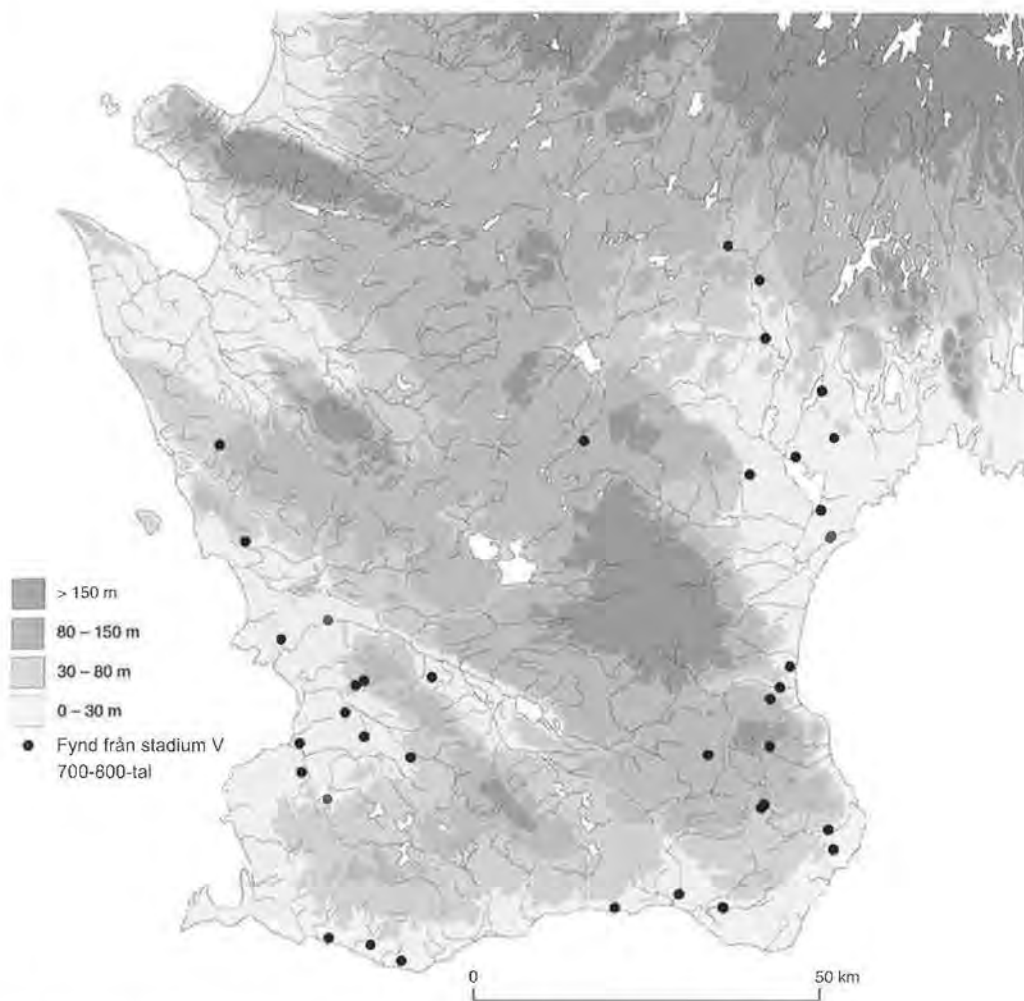 > 150 m
80 – 150 m
30 – 80 m
0 – 30 m
Fynd från stadium V
700-800-tal
0 50 km